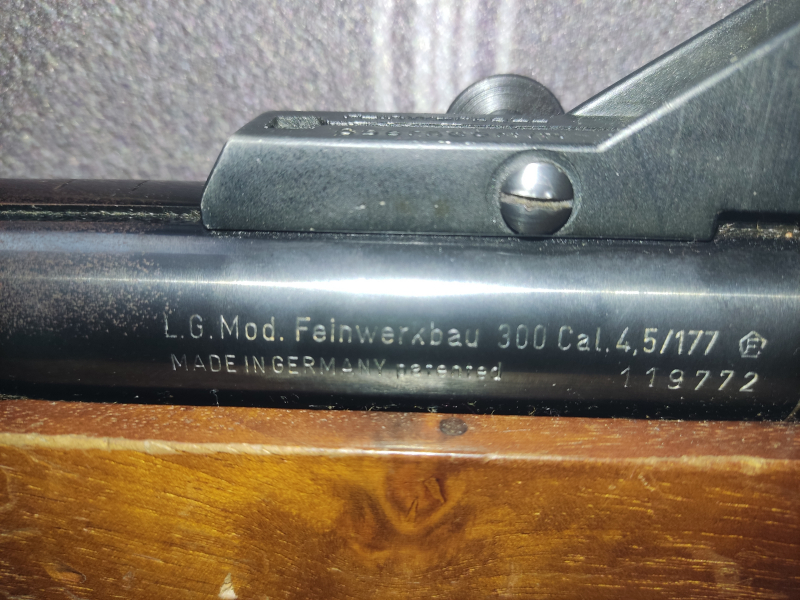 L.G. Mod. Feinwerkbau 300 Cal. 4,5/177 F
MADE IN GERMANY patented
119772